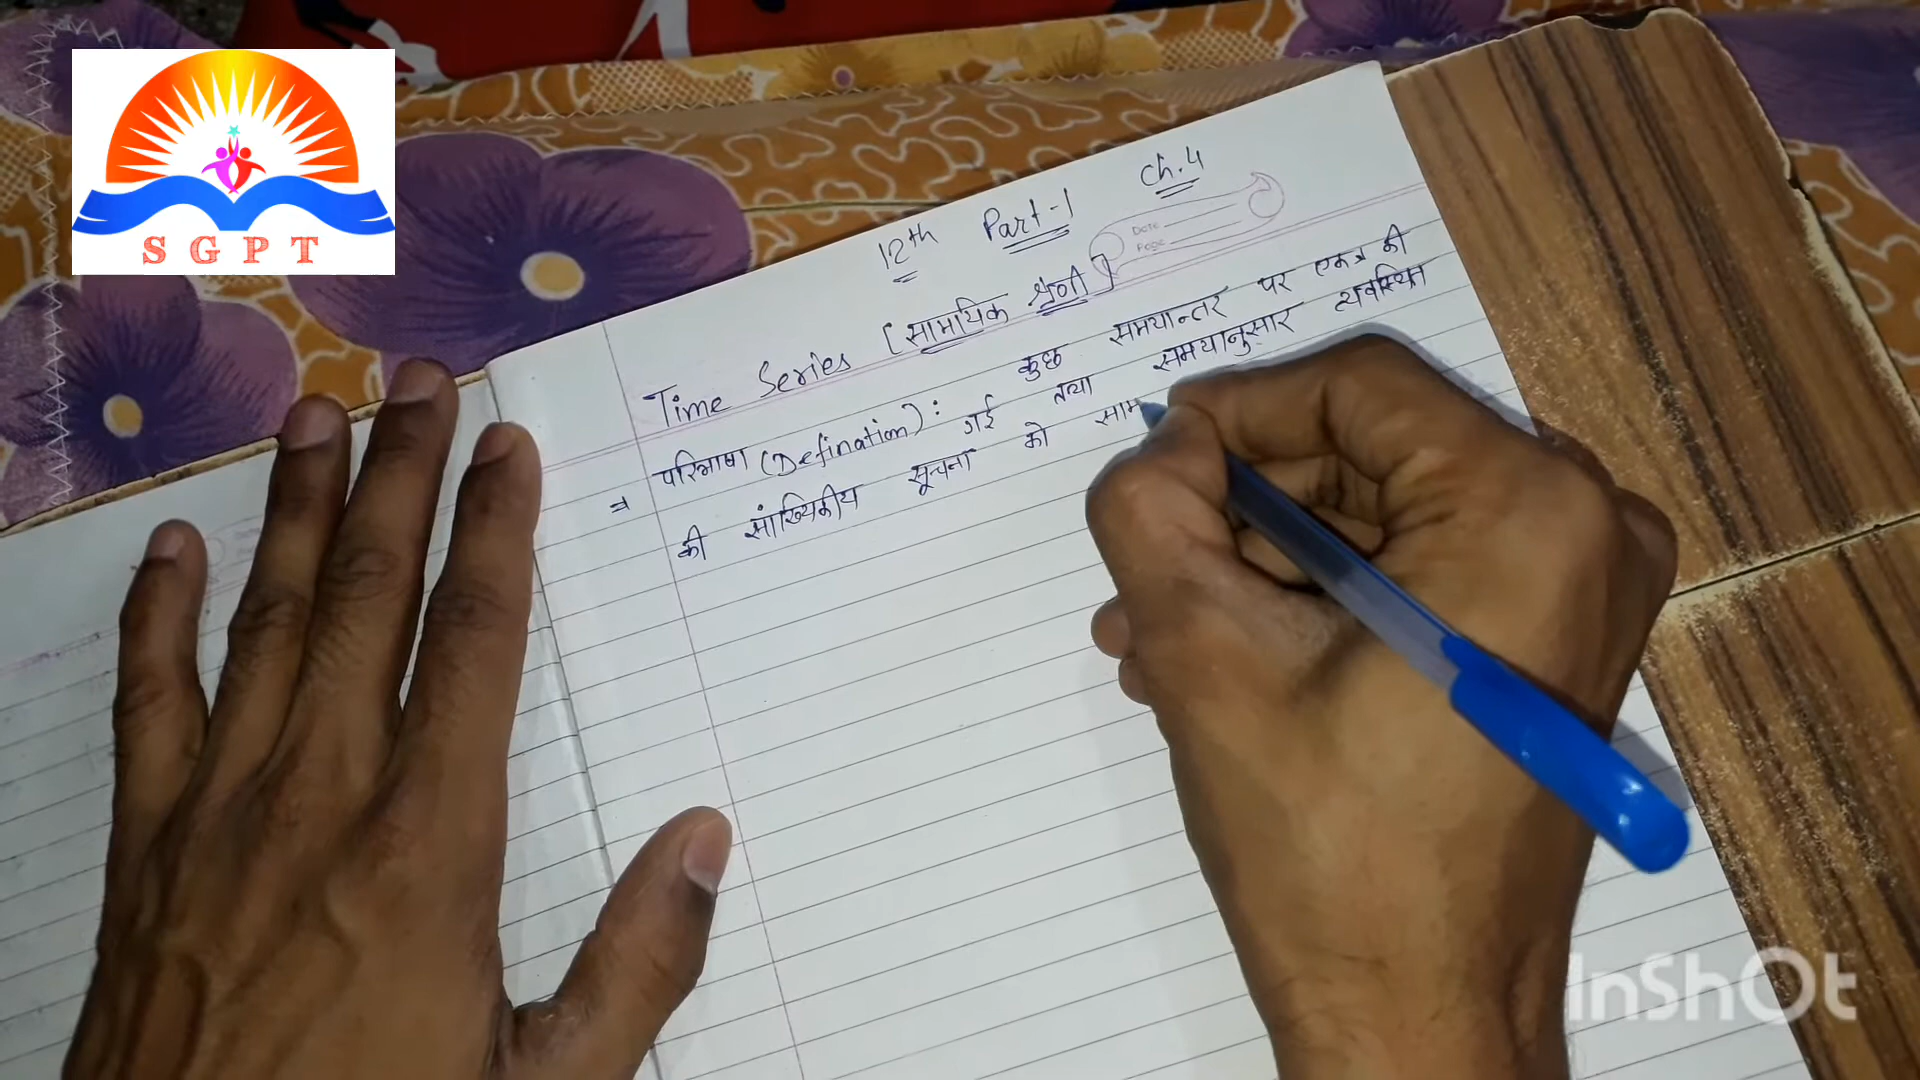 SGPT
12th Part-1 Ch.4
Date
Page
Time Series [सामयिक श्रेणी]
परिभाषा (Defination): कुछ समयान्तर पर एकत्र की
⇒ गई तथा समयानुसार व्यवस्थित
की सांख्यिकीय सूचना को साम
InShOt